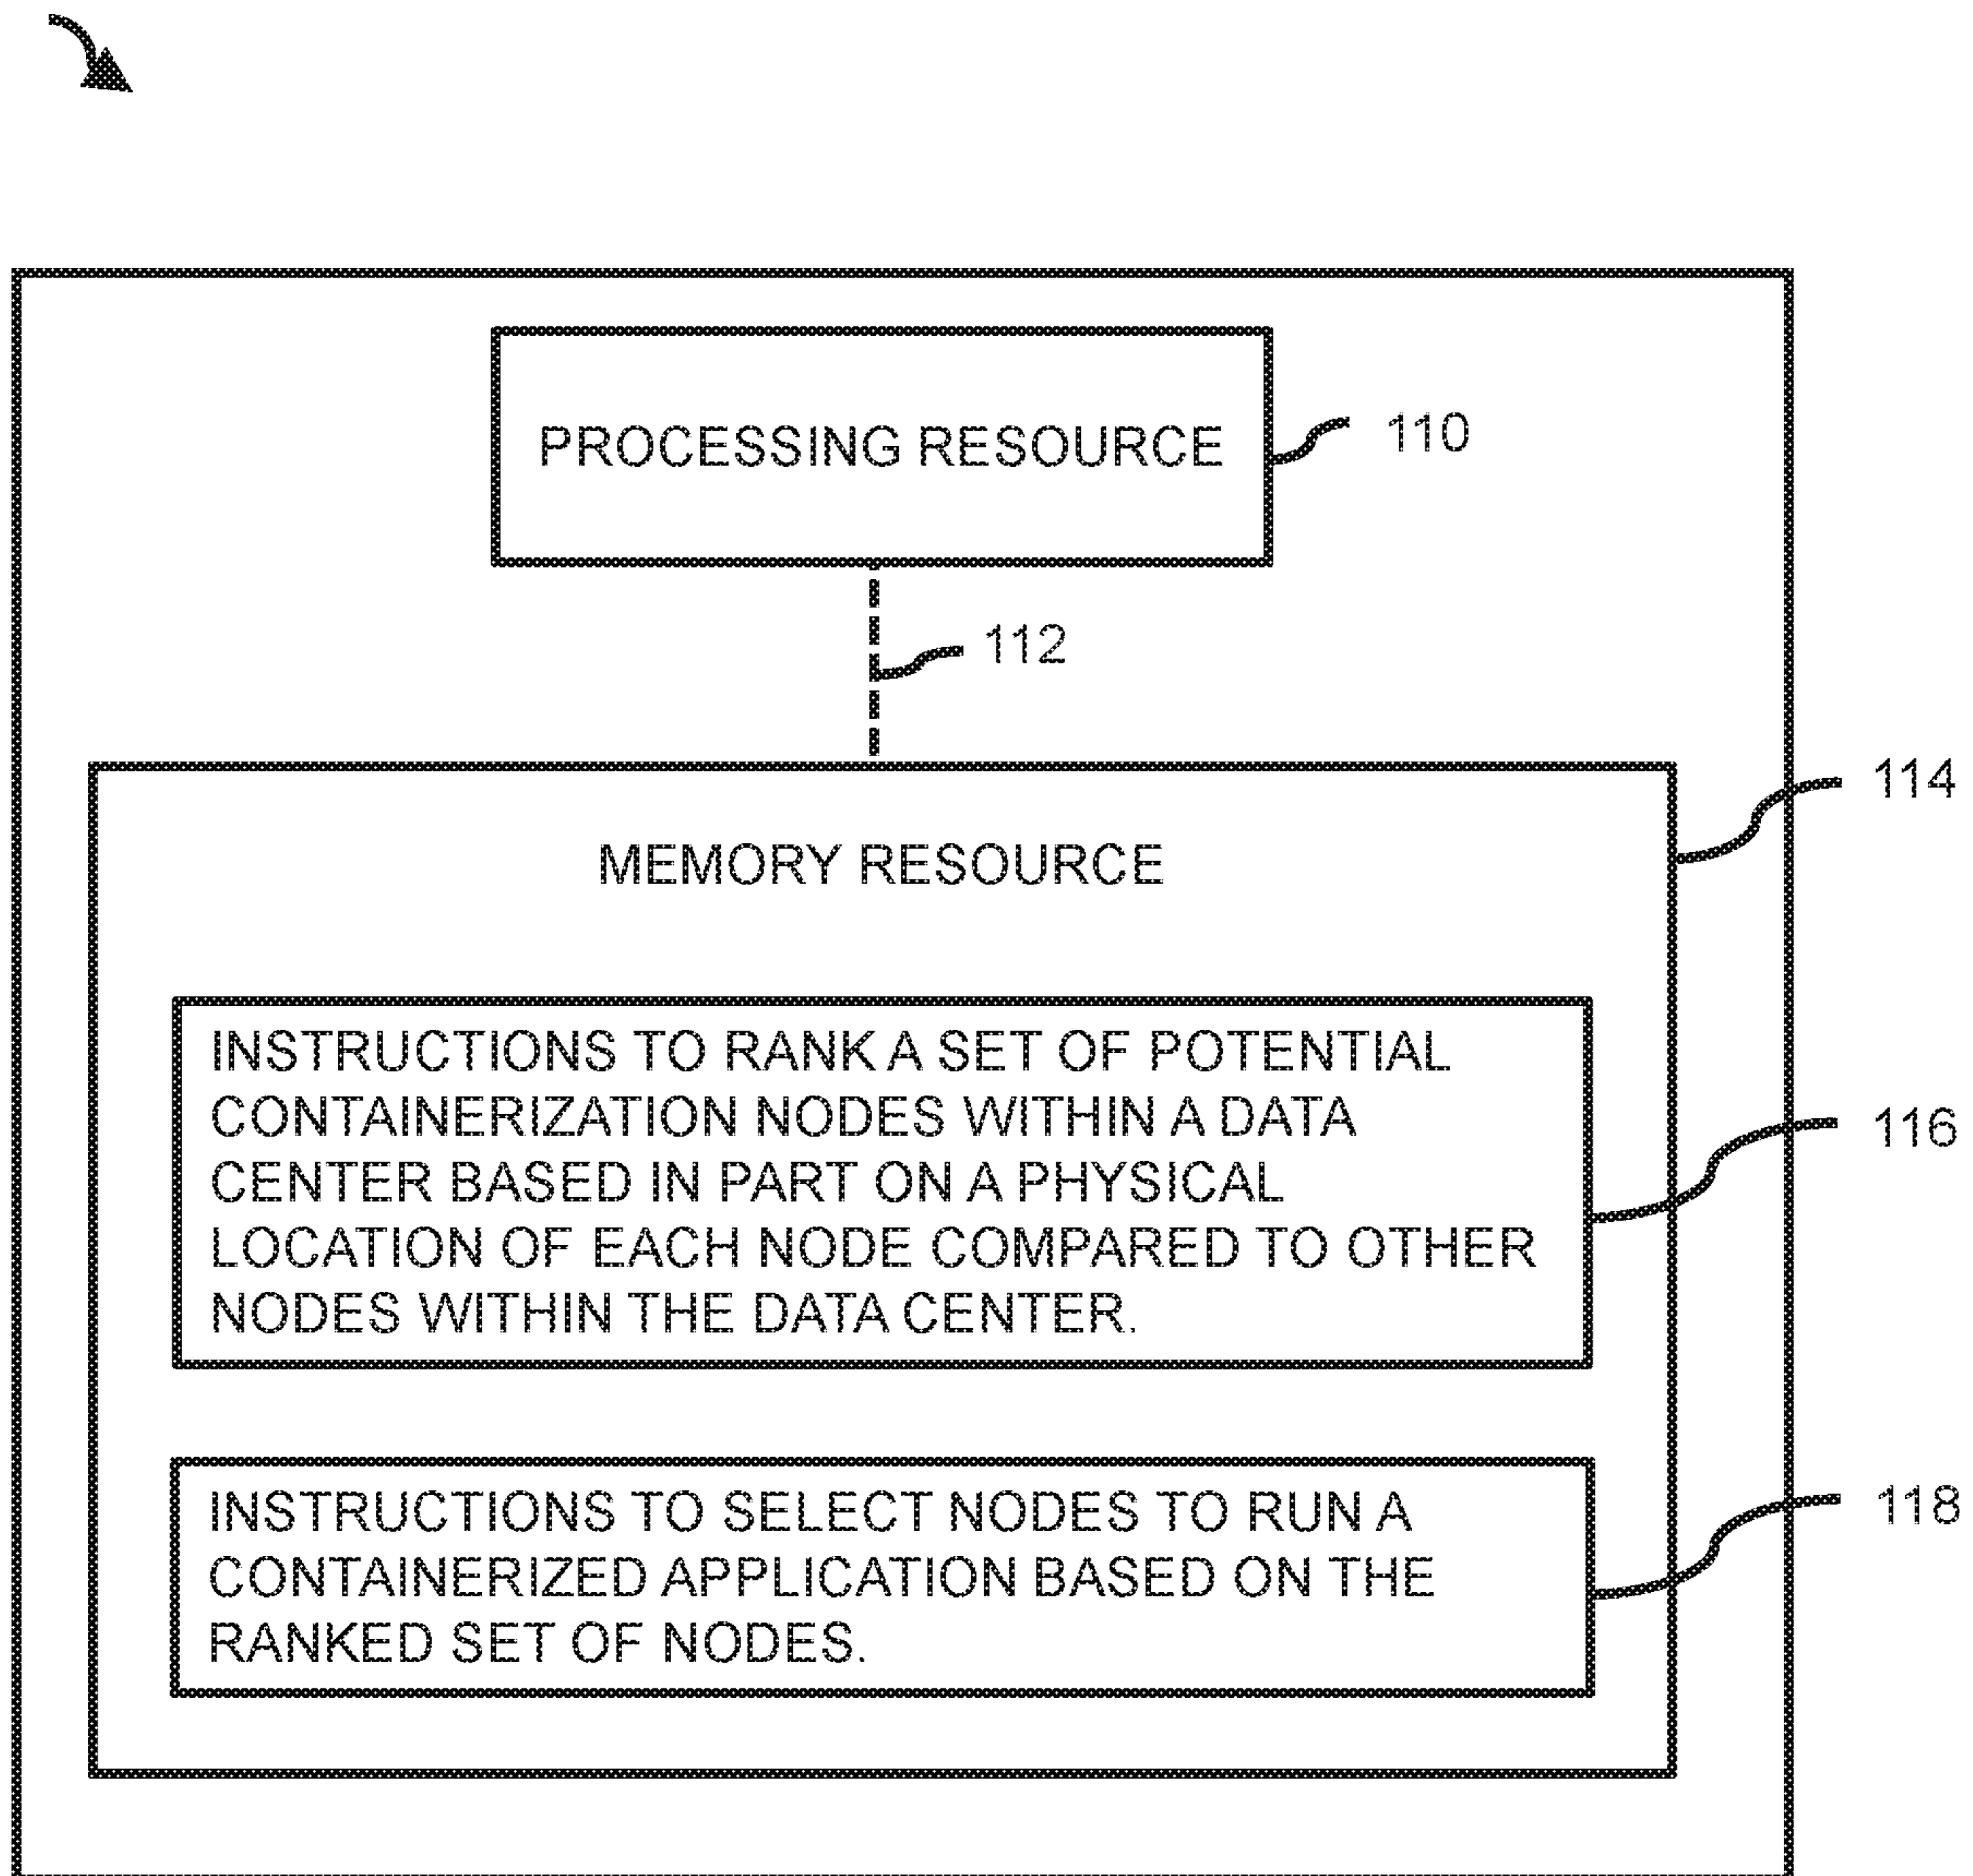 PROCESSING RESOURCE
110
112
114
MEMORY RESOURCE
INSTRUCTIONS TO RANK A SET OF POTENTIAL
CONTAINERIZATION NODES WITHIN A DATA
CENTER BASED IN PART ON A PHYSICAL
LOCATION OF EACH NODE COMPARED TO OTHER
NODES WITHIN THE DATA CENTER.
116
INSTRUCTIONS TO SELECT NODES TO RUN A
CONTAINERIZED APPLICATION BASED ON THE
RANKED SET OF NODES.
118